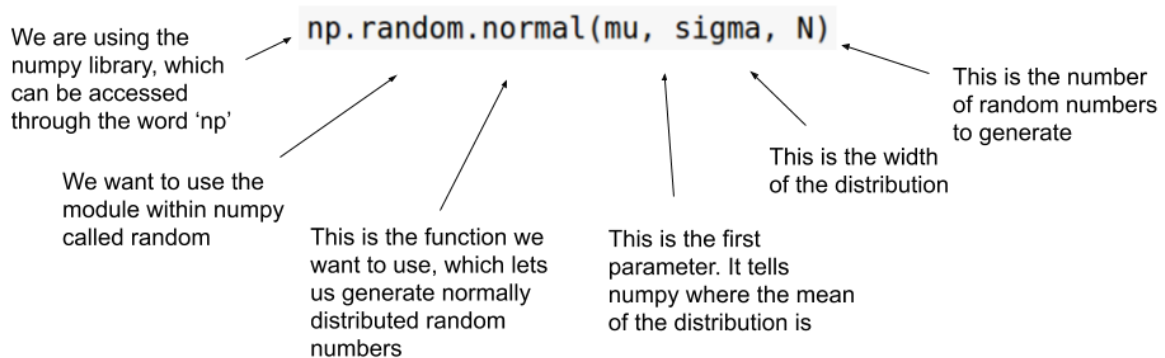 np.random.normal(mu, sigma, N)
We are using the
numpy library, which
can be accessed
through the word ‘np’
We want to use the
module within numpy
called random
This is the function we
want to use, which lets
us generate normally
distributed random
numbers
This is the first
parameter. It tells
numpy where the mean
of the distribution is
This is the width
of the distribution
This is the number
of random numbers
to generate